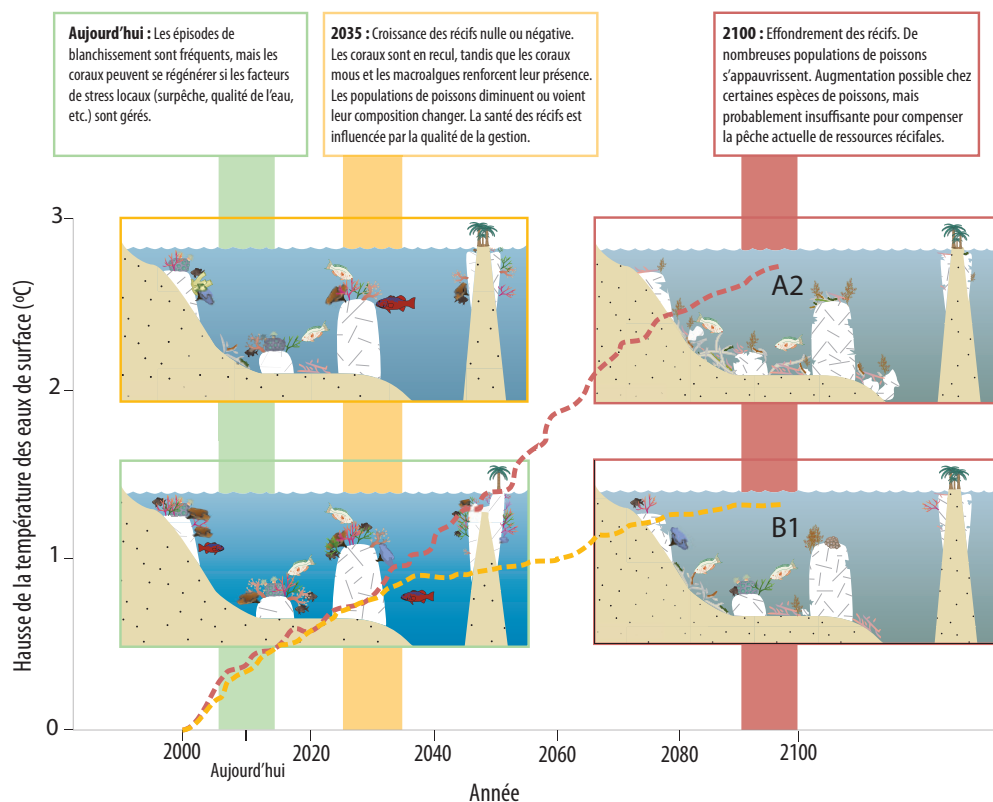 Aujourd'hui : Les épisodes de
blanchissement sont fréquents, mais les
coraux peuvent se régénérer si les facteurs
de stress locaux (surpêche, qualité de l'eau,
etc.) sont gérés.
2035 : Croissance des récifs nulle ou négative.
Les coraux sont en recul, tandis que les coraux
mous et les macroalgues renforcent leur présence.
Les populations de poissons diminuent ou voient
leur composition changer. La santé des récifs est
influencée par la qualité de la gestion.
2100 : Effondrement des récifs. De
nombreuses populations de poissons
s'appauvrissent. Augmentation possible chez
certaines espèces de poissons, mais
probablement insuffisante pour compenser
la pêche actuelle de ressources récifales.
Hausse de la température des eaux de surface (ºC)
3
2
1
0
A2
B1
2000
2020
2040
2060
2080
2100
Aujourd'hui
Année